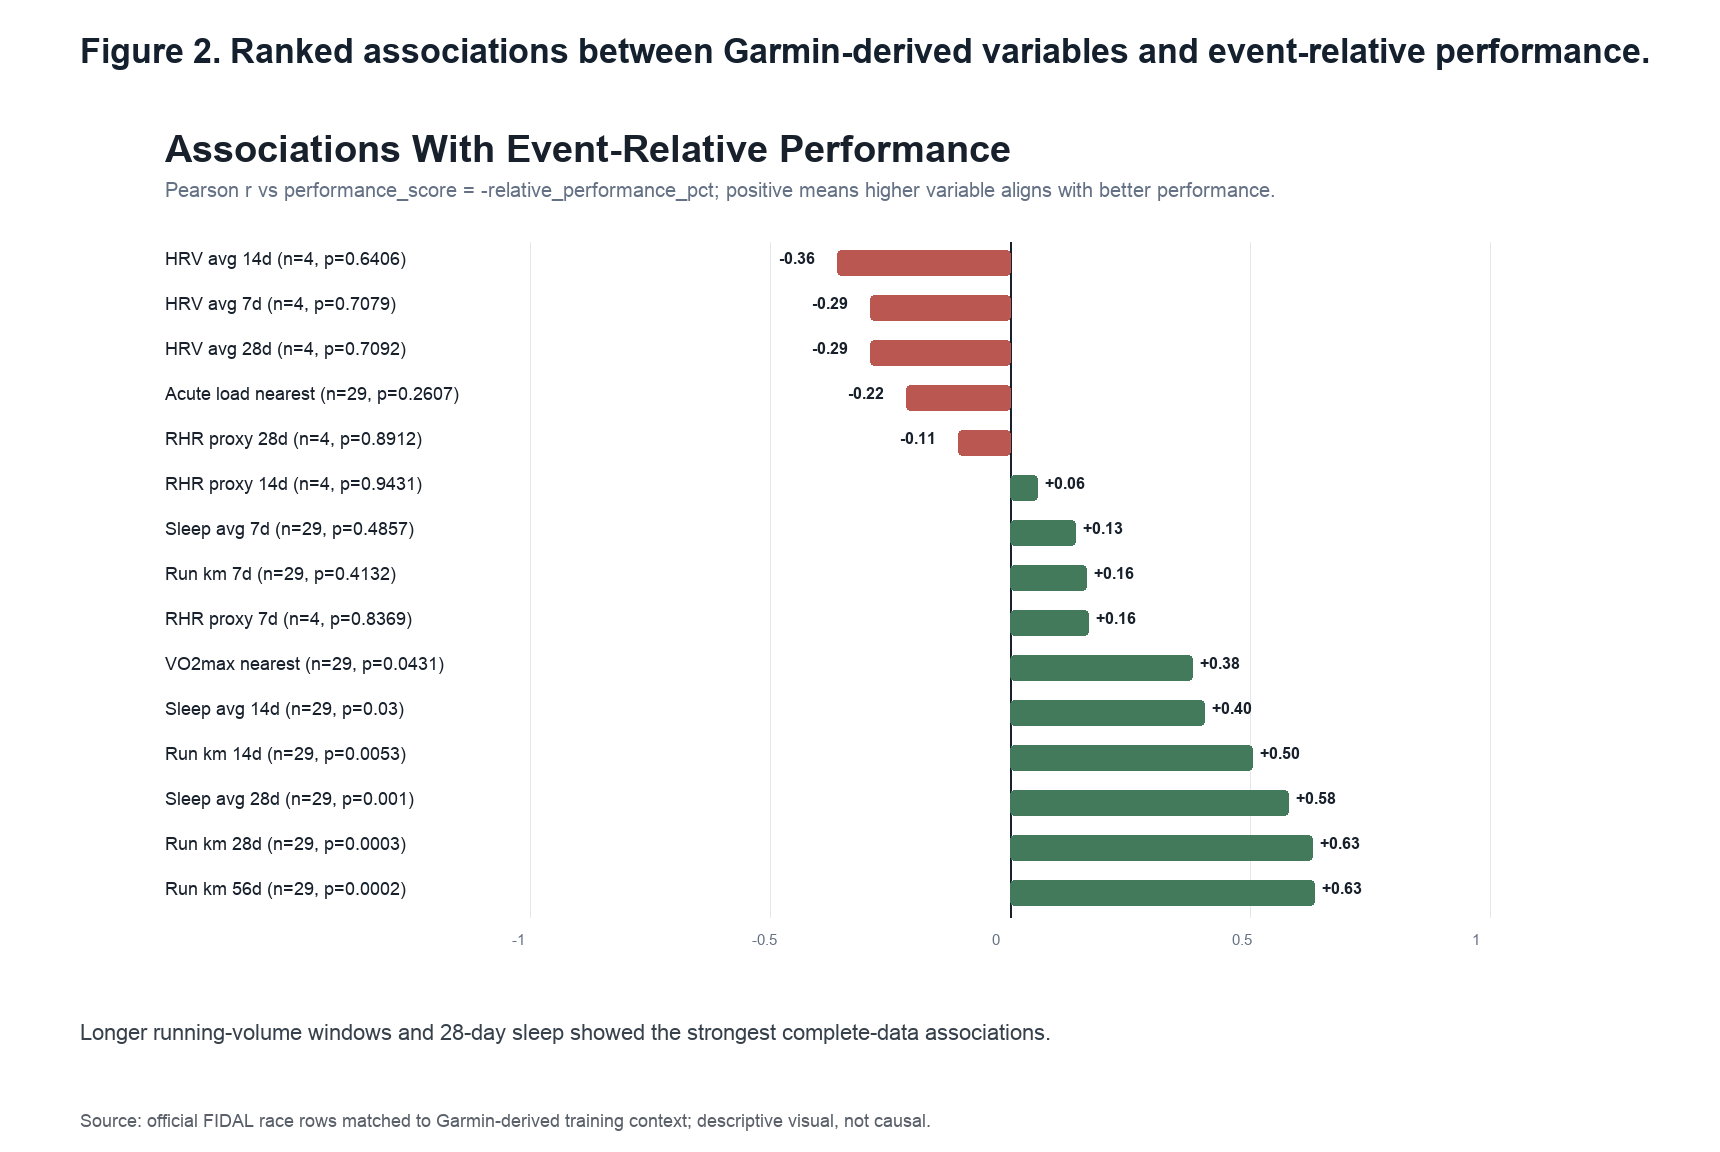 Figure 2. Ranked associations between Garmin-derived variables and event-relative performance.
Associations With Event-Relative Performance
Pearson r vs performance_score = -relative_performance_pct; positive means higher variable aligns with better performance.
HRV avg 14d (n=4, p=0.6406) -0.36
HRV avg 7d (n=4, p=0.7079) -0.29
HRV avg 28d (n=4, p=0.7092) -0.29
Acute load nearest (n=29, p=0.2607) -0.22
RHR proxy 28d (n=4, p=0.8912) -0.11
RHR proxy 14d (n=4, p=0.9431) +0.06
Sleep avg 7d (n=29, p=0.4857) +0.13
Run km 7d (n=29, p=0.4132) +0.16
RHR proxy 7d (n=4, p=0.8369) +0.16
VO2max nearest (n=29, p=0.0431) +0.38
Sleep avg 14d (n=29, p=0.03) +0.40
Run km 14d (n=29, p=0.0053) +0.50
Sleep avg 28d (n=29, p=0.001) +0.58
Run km 28d (n=29, p=0.0003) +0.63
Run km 56d (n=29, p=0.0002) +0.63
-1 -0.5 0 0.5 1
Longer running-volume windows and 28-day sleep showed the strongest complete-data associations.
Source: official FIDAL race rows matched to Garmin-derived training context; descriptive visual, not causal.